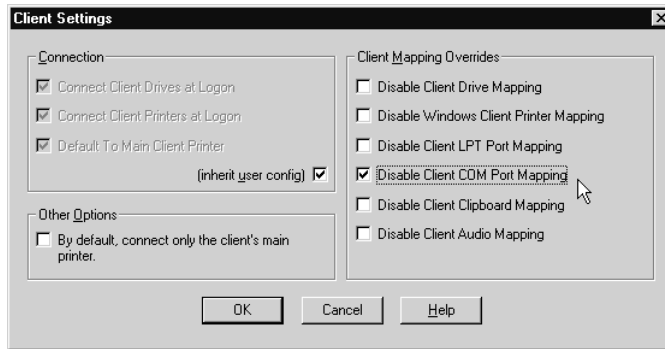 Client Settings
Connection
Connect Client Drives at Logon
Connect Client Printers at Logon
Default To Main Client Printer
(inherit user config)
Other Options
By default, connect only the client's main
printer.
Client Mapping Overrides
Disable Client Drive Mapping
Disable Windows Client Printer Mapping
Disable Client LPT Port Mapping
Disable Client COM Port Mapping
Disable Client Clipboard Mapping
Disable Client Audio Mapping
OK
Cancel
Help